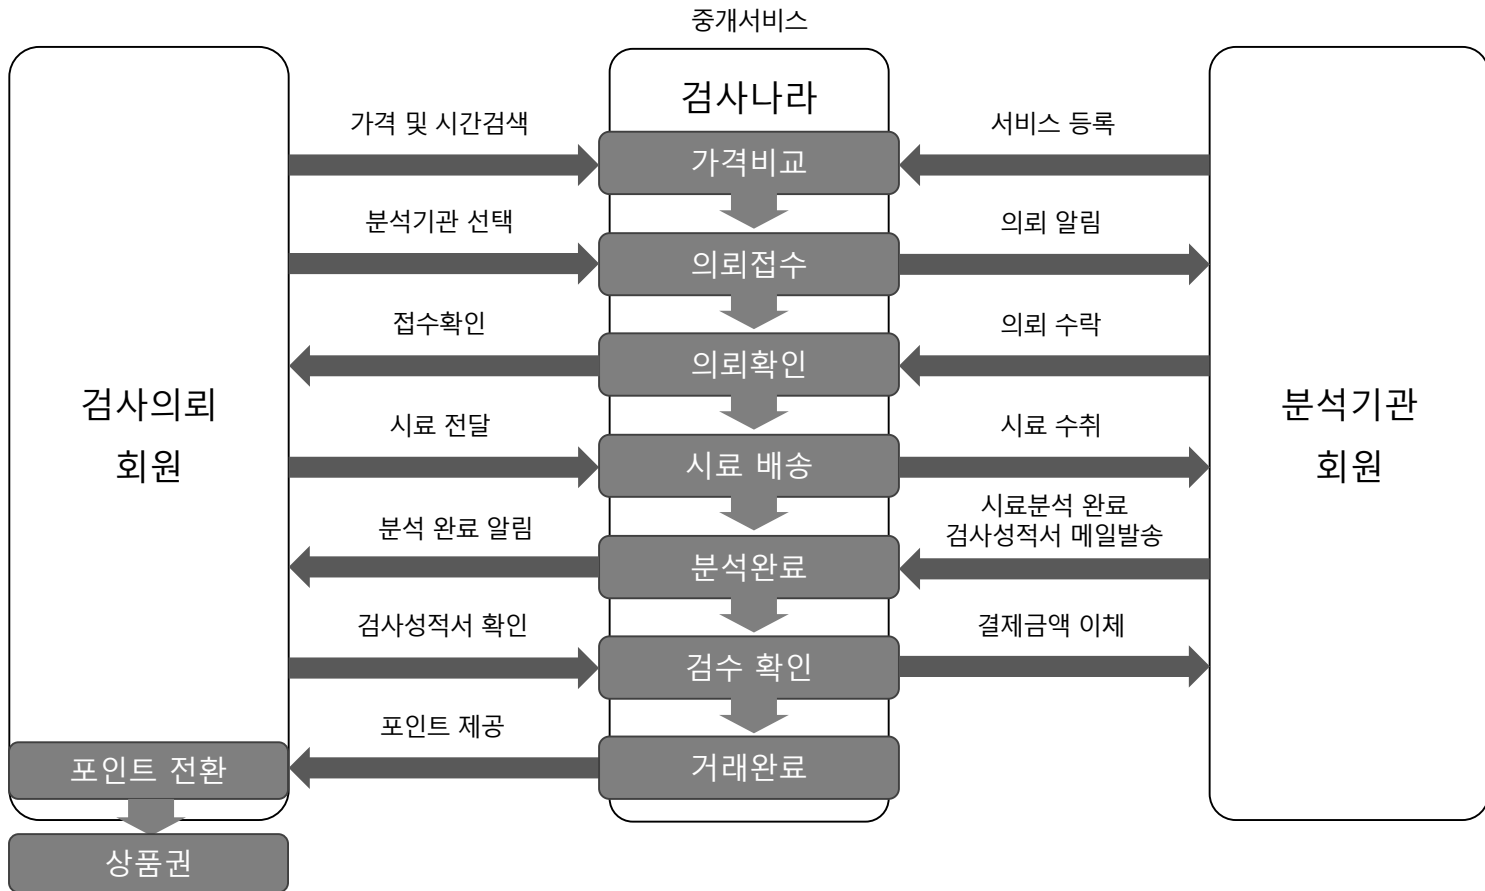 중개서비스
검사나라
가격 및 시간검색
가격비교
서비스 등록
분석기관 선택
의뢰접수
의뢰 알림
접수확인
의뢰확인
의뢰 수락
검사의뢰
회원
분석기관
회원
시료 전달
시료 배송
시료 수취
분석 완료 알림
분석완료
시료분석 완료
검사성적서 메일발송
검사성적서 확인
검수 확인
결제금액 이체
포인트 제공
거래완료
포인트 전환
상품권